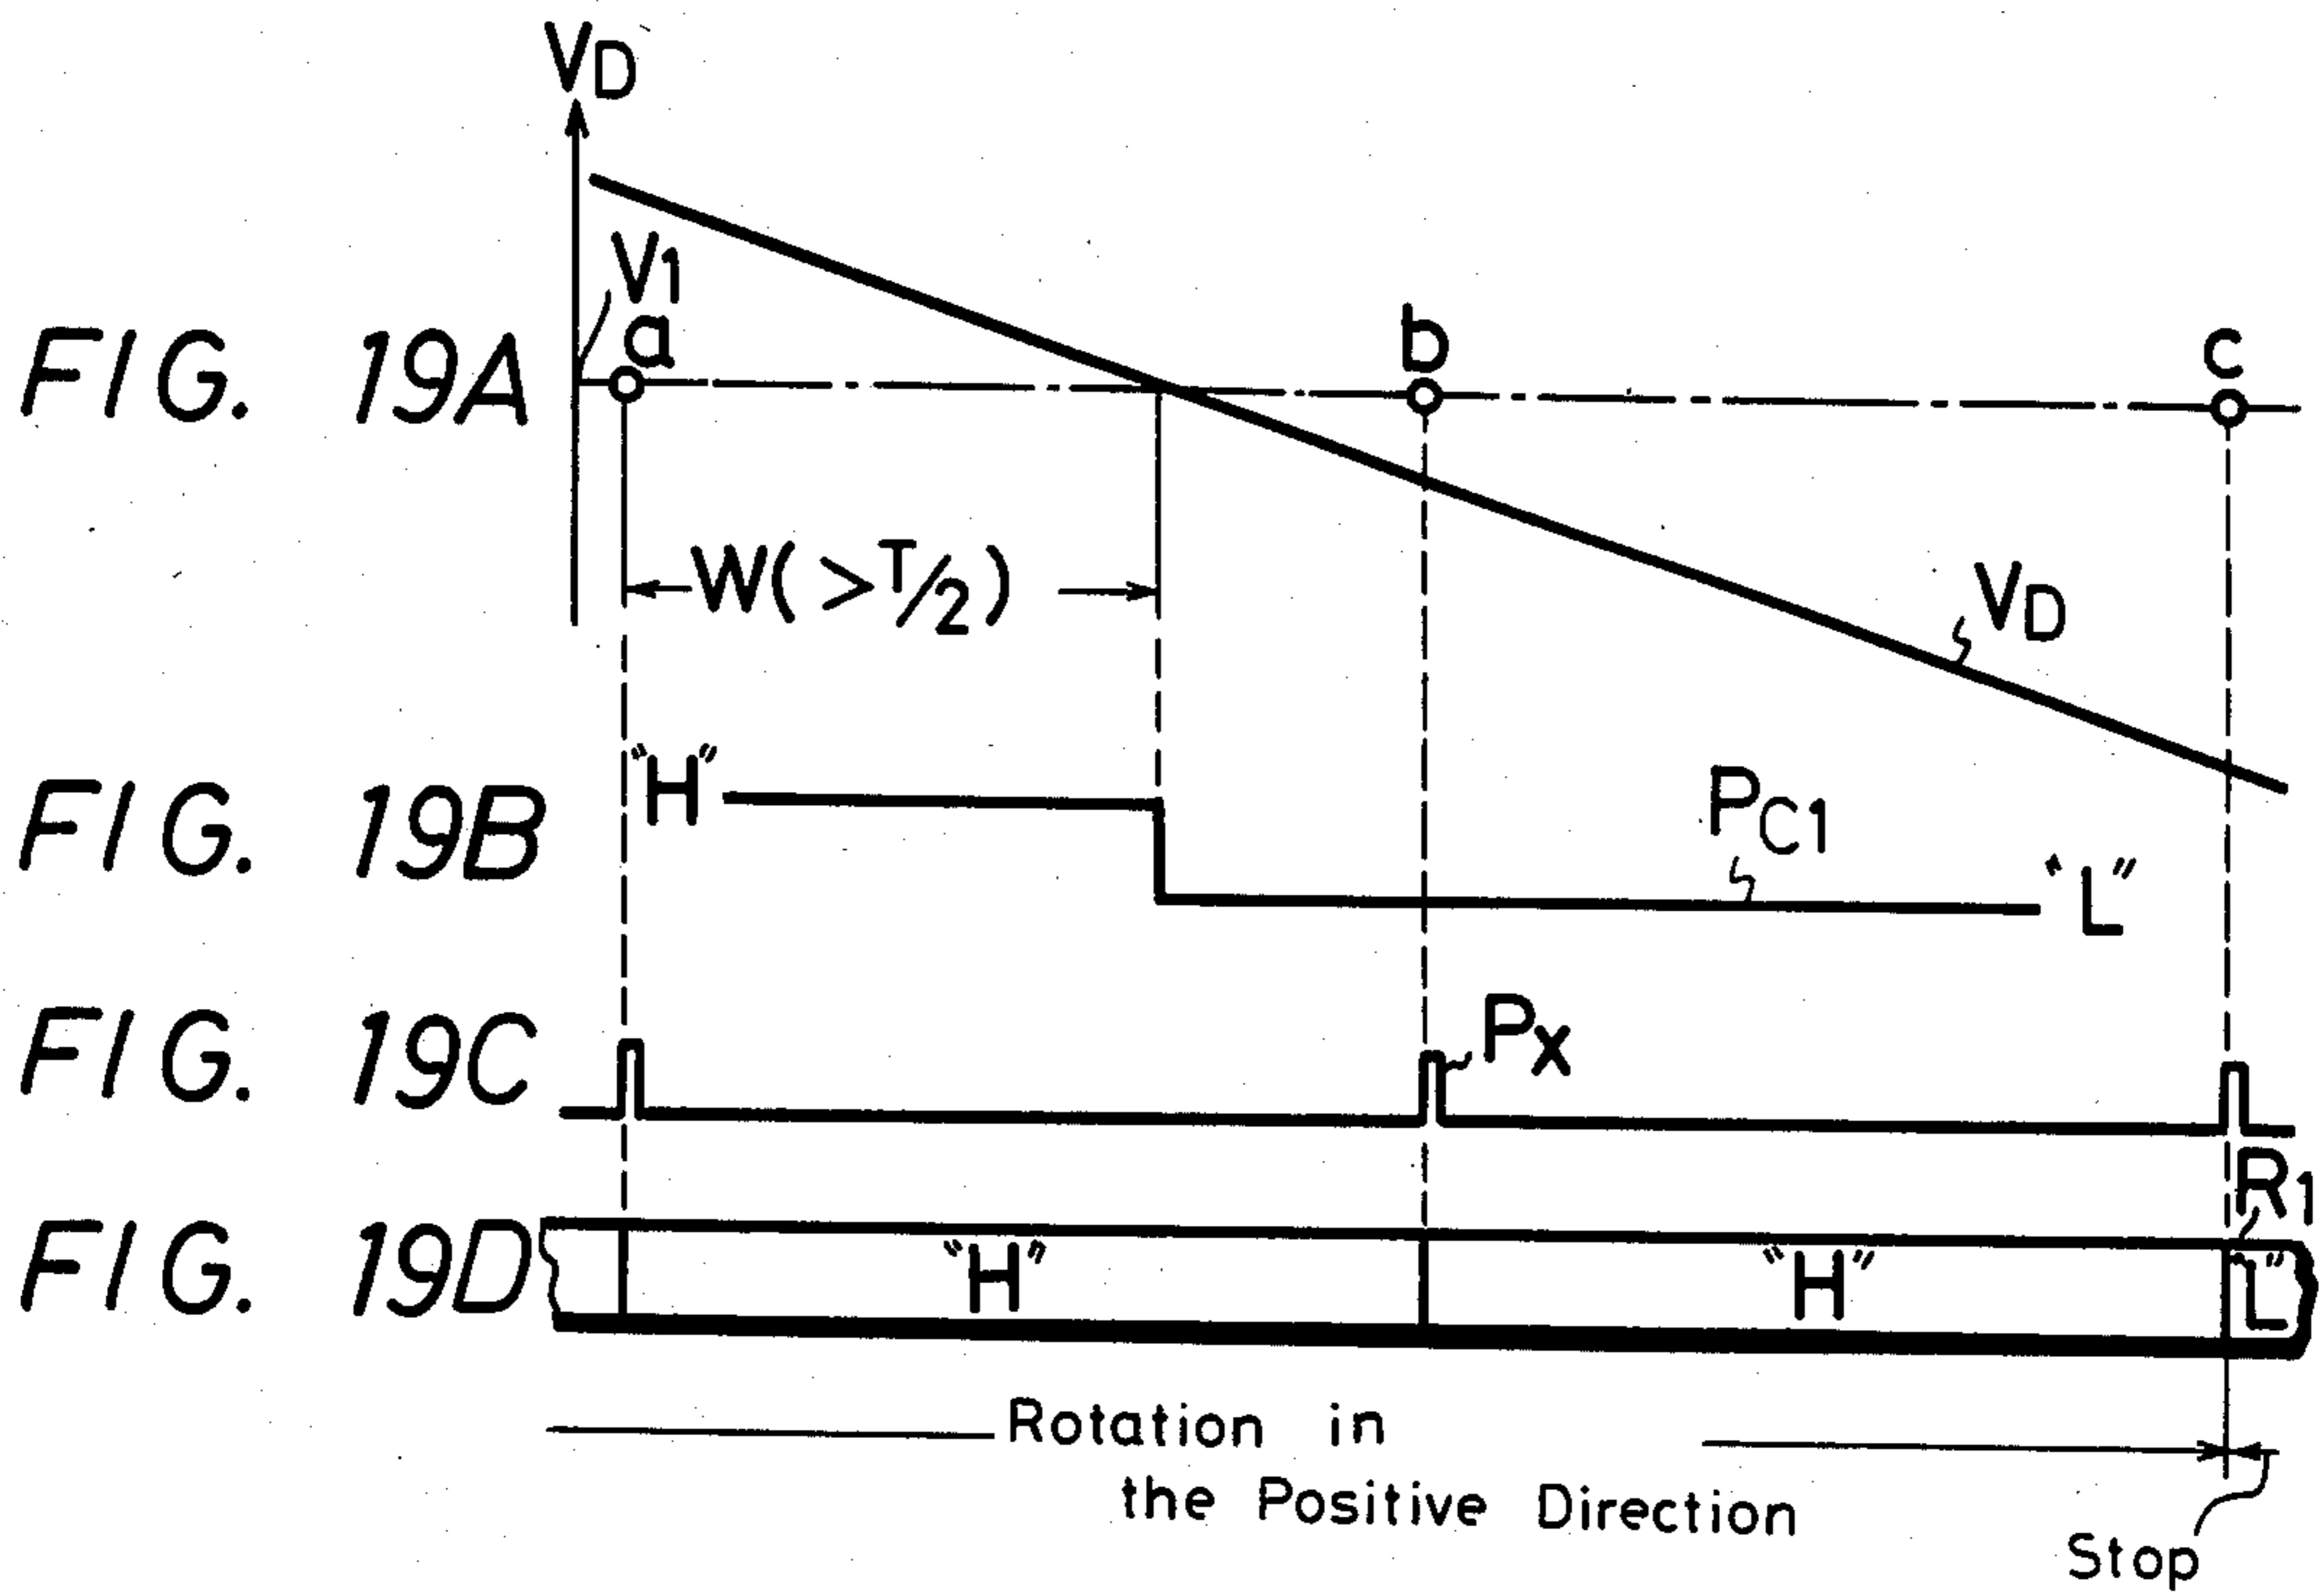 VD
V1
a
b
c
FIG. 19A
W(>T/2)
VD
"H"
FIG. 19B
PC1
"L"
FIG. 19C
PX
R1
FIG. 19D
"H"
"H"
"L"
Rotation in
the Positive Direction
Stop